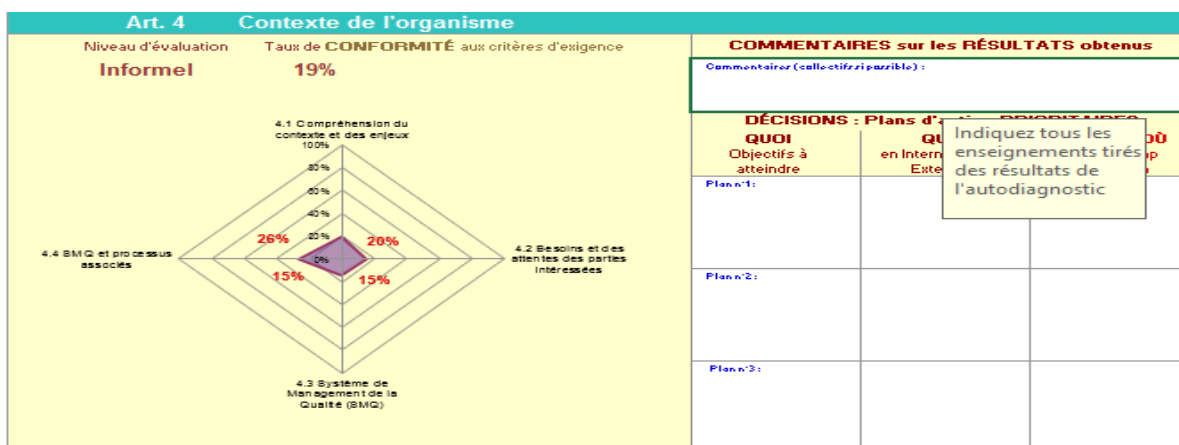 Art. 4 Contexte de l'organisme
Niveau d'évaluation Taux de CONFORMITÉ aux critères d'exigence
Informel 19%
4.1 Compréhension du
contexte et des enjeux
100%
80%
60%
40%
20%
0%
26%
20%
15%
15%
4.4 SMQ et processus
associés
4.2 Besoins et des
attentes des parties
intéressées
4.3 Système de
Management de la
Qualité (SMQ)
COMMENTAIRES sur les RÉSULTATS obtenus
Commentaires (collectifs si possible) :
DÉCISIONS : Plans
QUOI
Objectifs à
atteindre
en Intern
Exte
Indiquez tous les
enseignements tirés
des résultats de
l'autodiagnostic
Plan n°1:
Plan n°2:
Plan n°3: